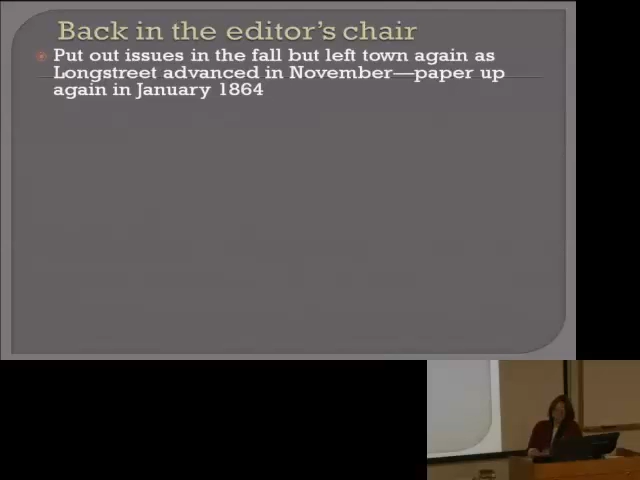 Back in the editor's chair
Put out issues in the fall but left town again as
Longstreet advanced in November—paper up
again in January 1864